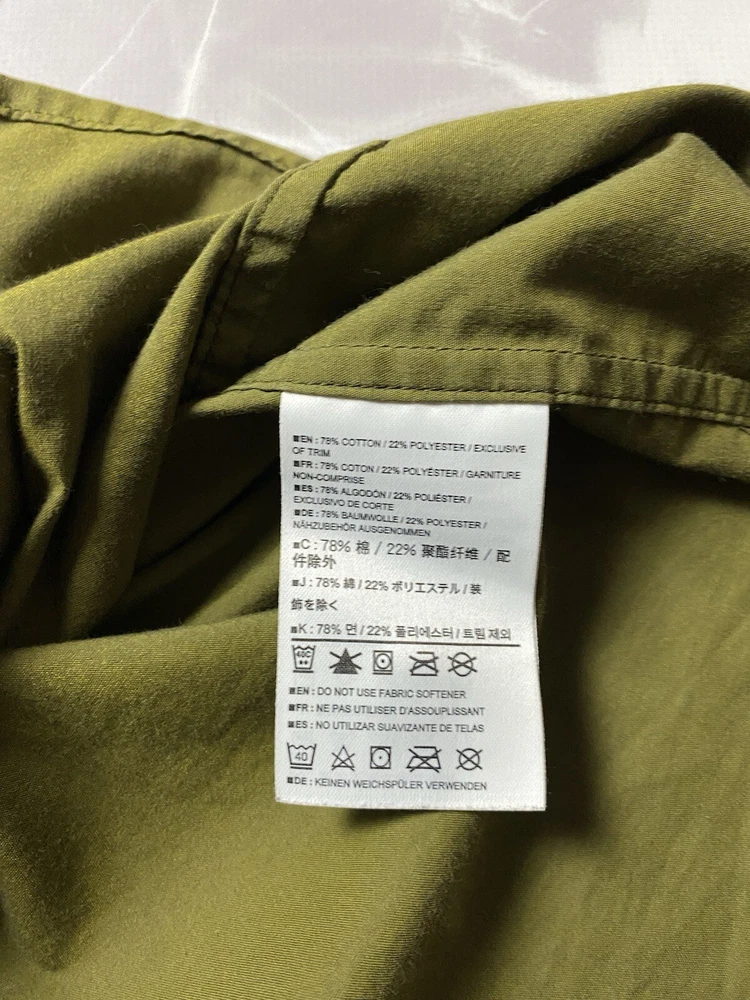 ■EN : 78% COTTON / 22% POLYESTER / EXCLUSIVE
OF TRIM
■FR : 78% COTON / 22% POLYÉSTER / GARNITURE
NON-COMPRISE
■ES : 78% ALGODÓN / 22% POLIÉSTER /
EXCLUSIVO DE CORTE
■DE : 78% BAUMWOLLE / 22% POLYESTER /
NÄHZUBEHÖR AUSGENOMMEN
■C : 78% 棉 / 22% 聚酯纤维 / 配
件除外
■J : 78% 綿 / 22% ポリエステル / 装
飾を除く
■K : 78% 면 / 22% 폴리에스터 / 트림 제외
40C
■EN : DO NOT USE FABRIC SOFTENER
■FR : NE PAS UTILISER D'ASSOUPLISSANT
■ES : NO UTILIZAR SUAVIZANTE DE TELAS
40
■DE : KEINEN WEICHSPÜLER VERWENDEN